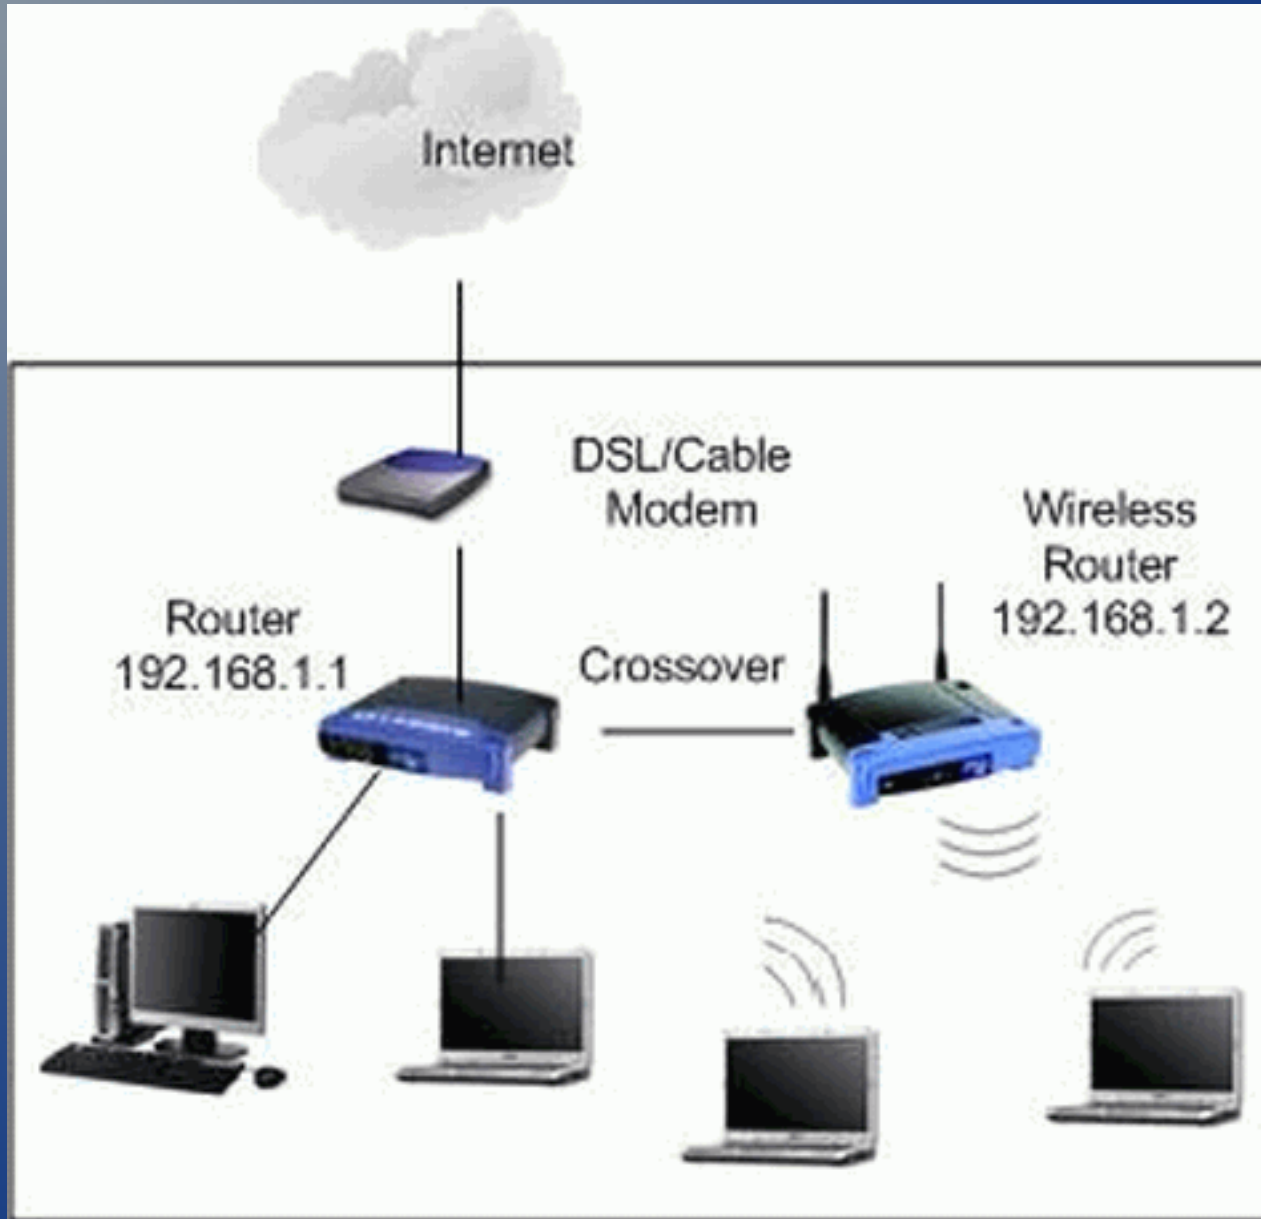 Internet
DSL/Cable
Modem
Wireless
Router
192.168.1.2
Router
192.168.1.1
Crossover